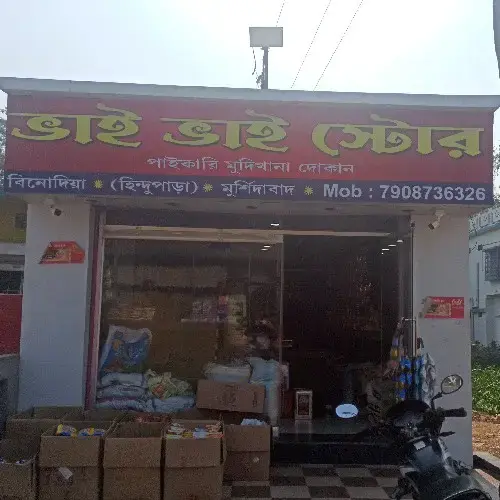 ভাই ভাই স্টোর
পাইকারি মুদিখানা দোকান
বিনোদিয়া ✸ (হিন্দুপাড়া) ✸ মুর্শিদাবাদ ✸ Mob : 7908736326